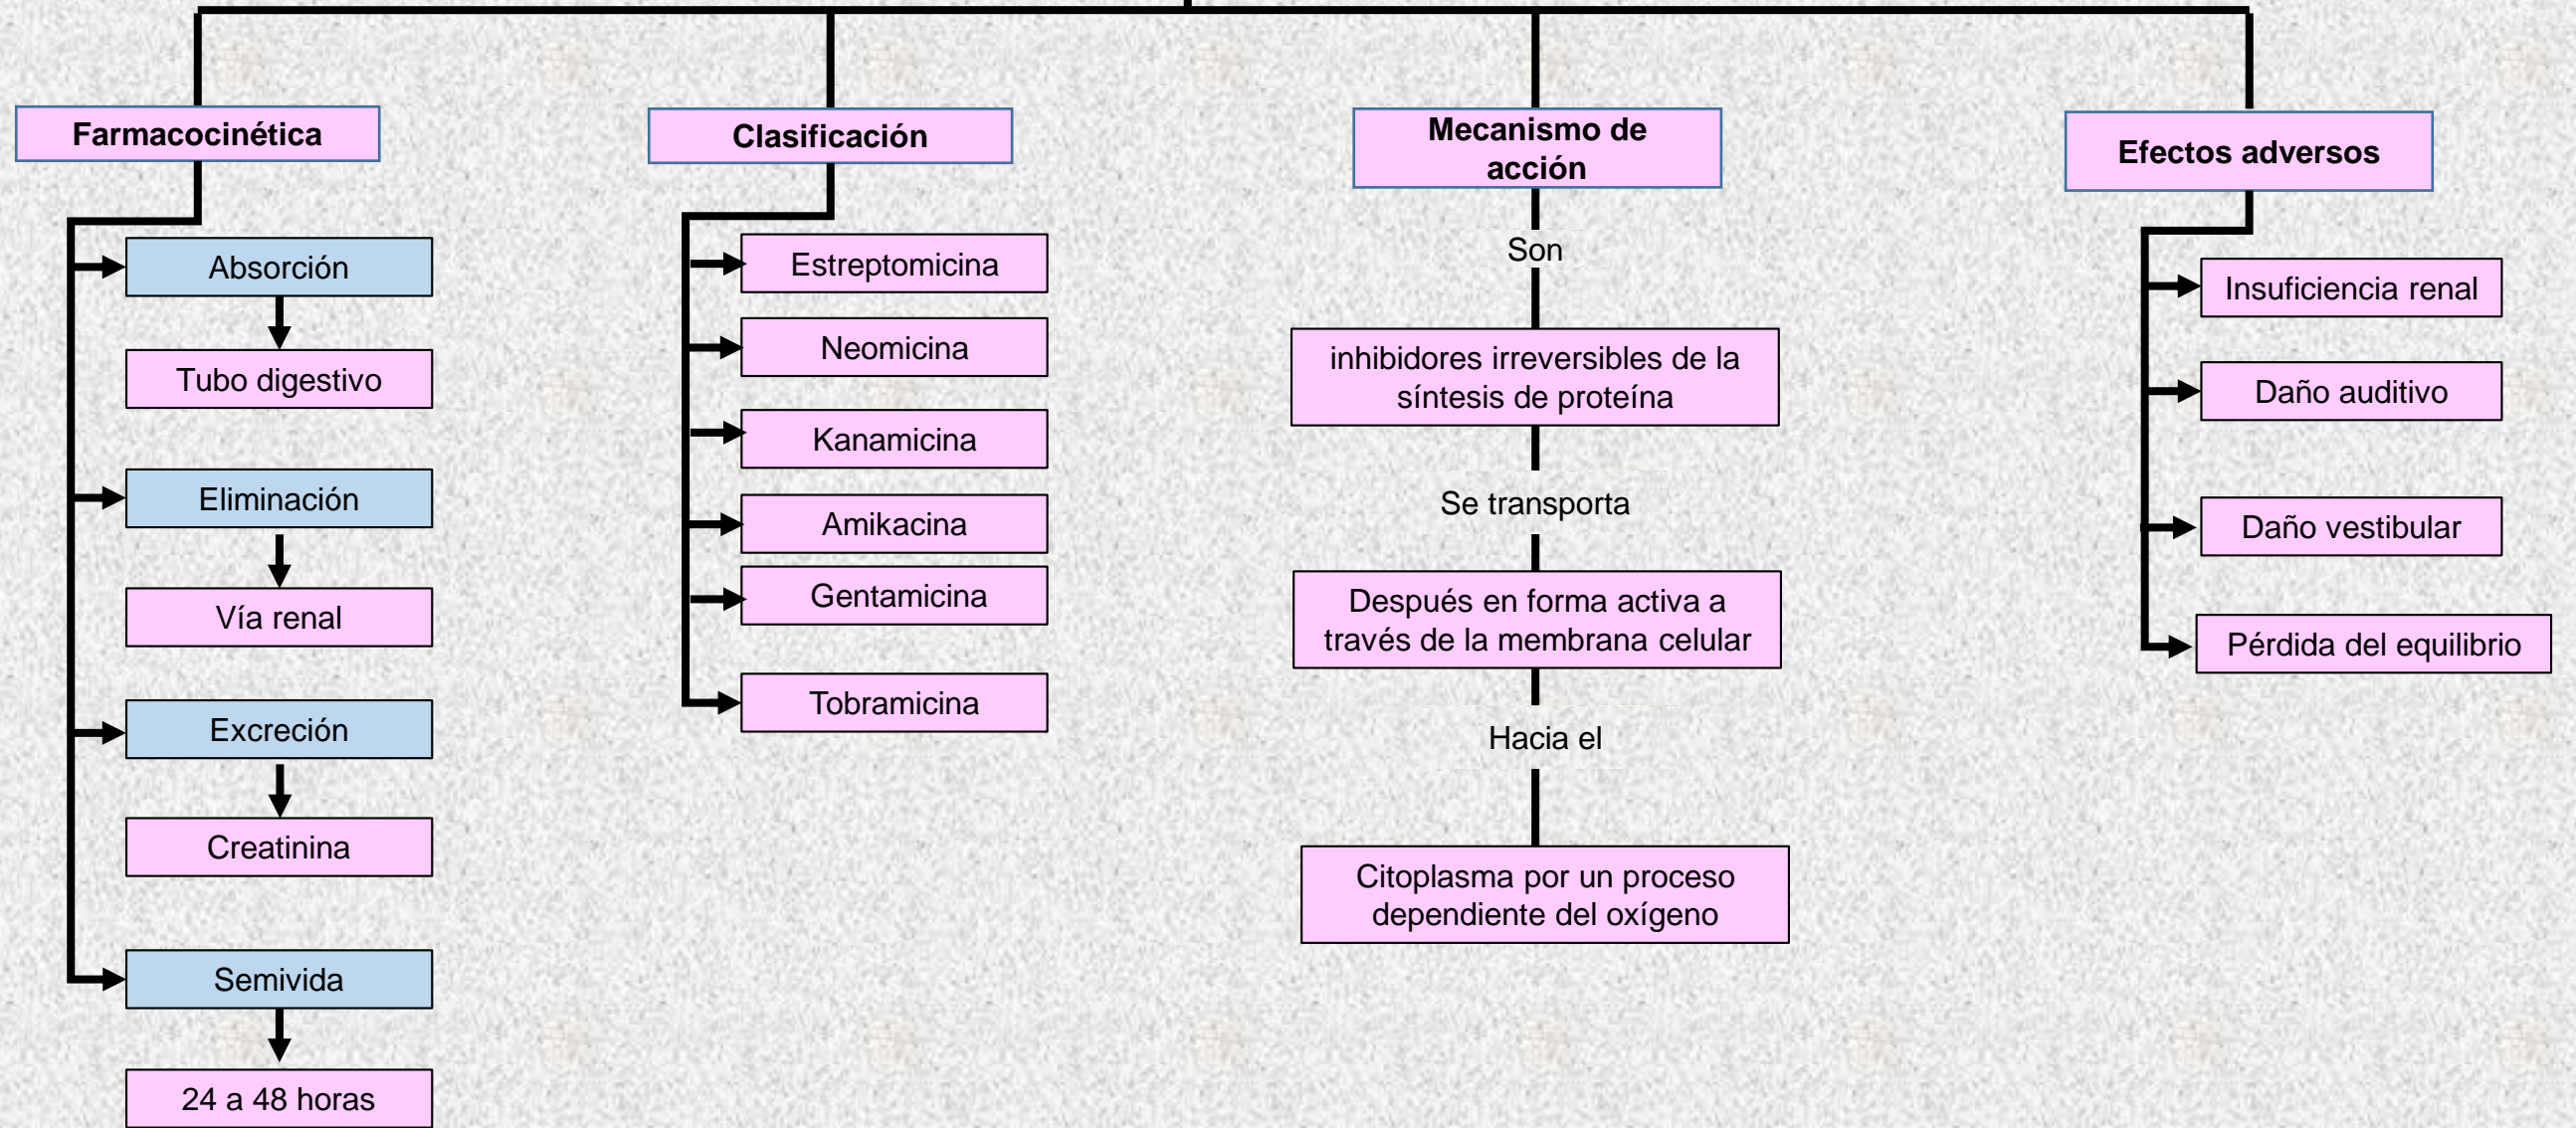 Farmacocinética
Absorción
Tubo digestivo
Eliminación
Vía renal
Excreción
Creatinina
Semivida
24 a 48 horas
Clasificación
Estreptomicina
Neomicina
Kanamicina
Amikacina
Gentamicina
Tobramicina
Mecanismo de
acción
Son
inhibidores irreversibles de la
síntesis de proteína
Se transporta
Después en forma activa a
través de la membrana celular
Hacia el
Citoplasma por un proceso
dependiente del oxígeno
Efectos adversos
Insuficiencia renal
Daño auditivo
Daño vestibular
Pérdida del equilibrio